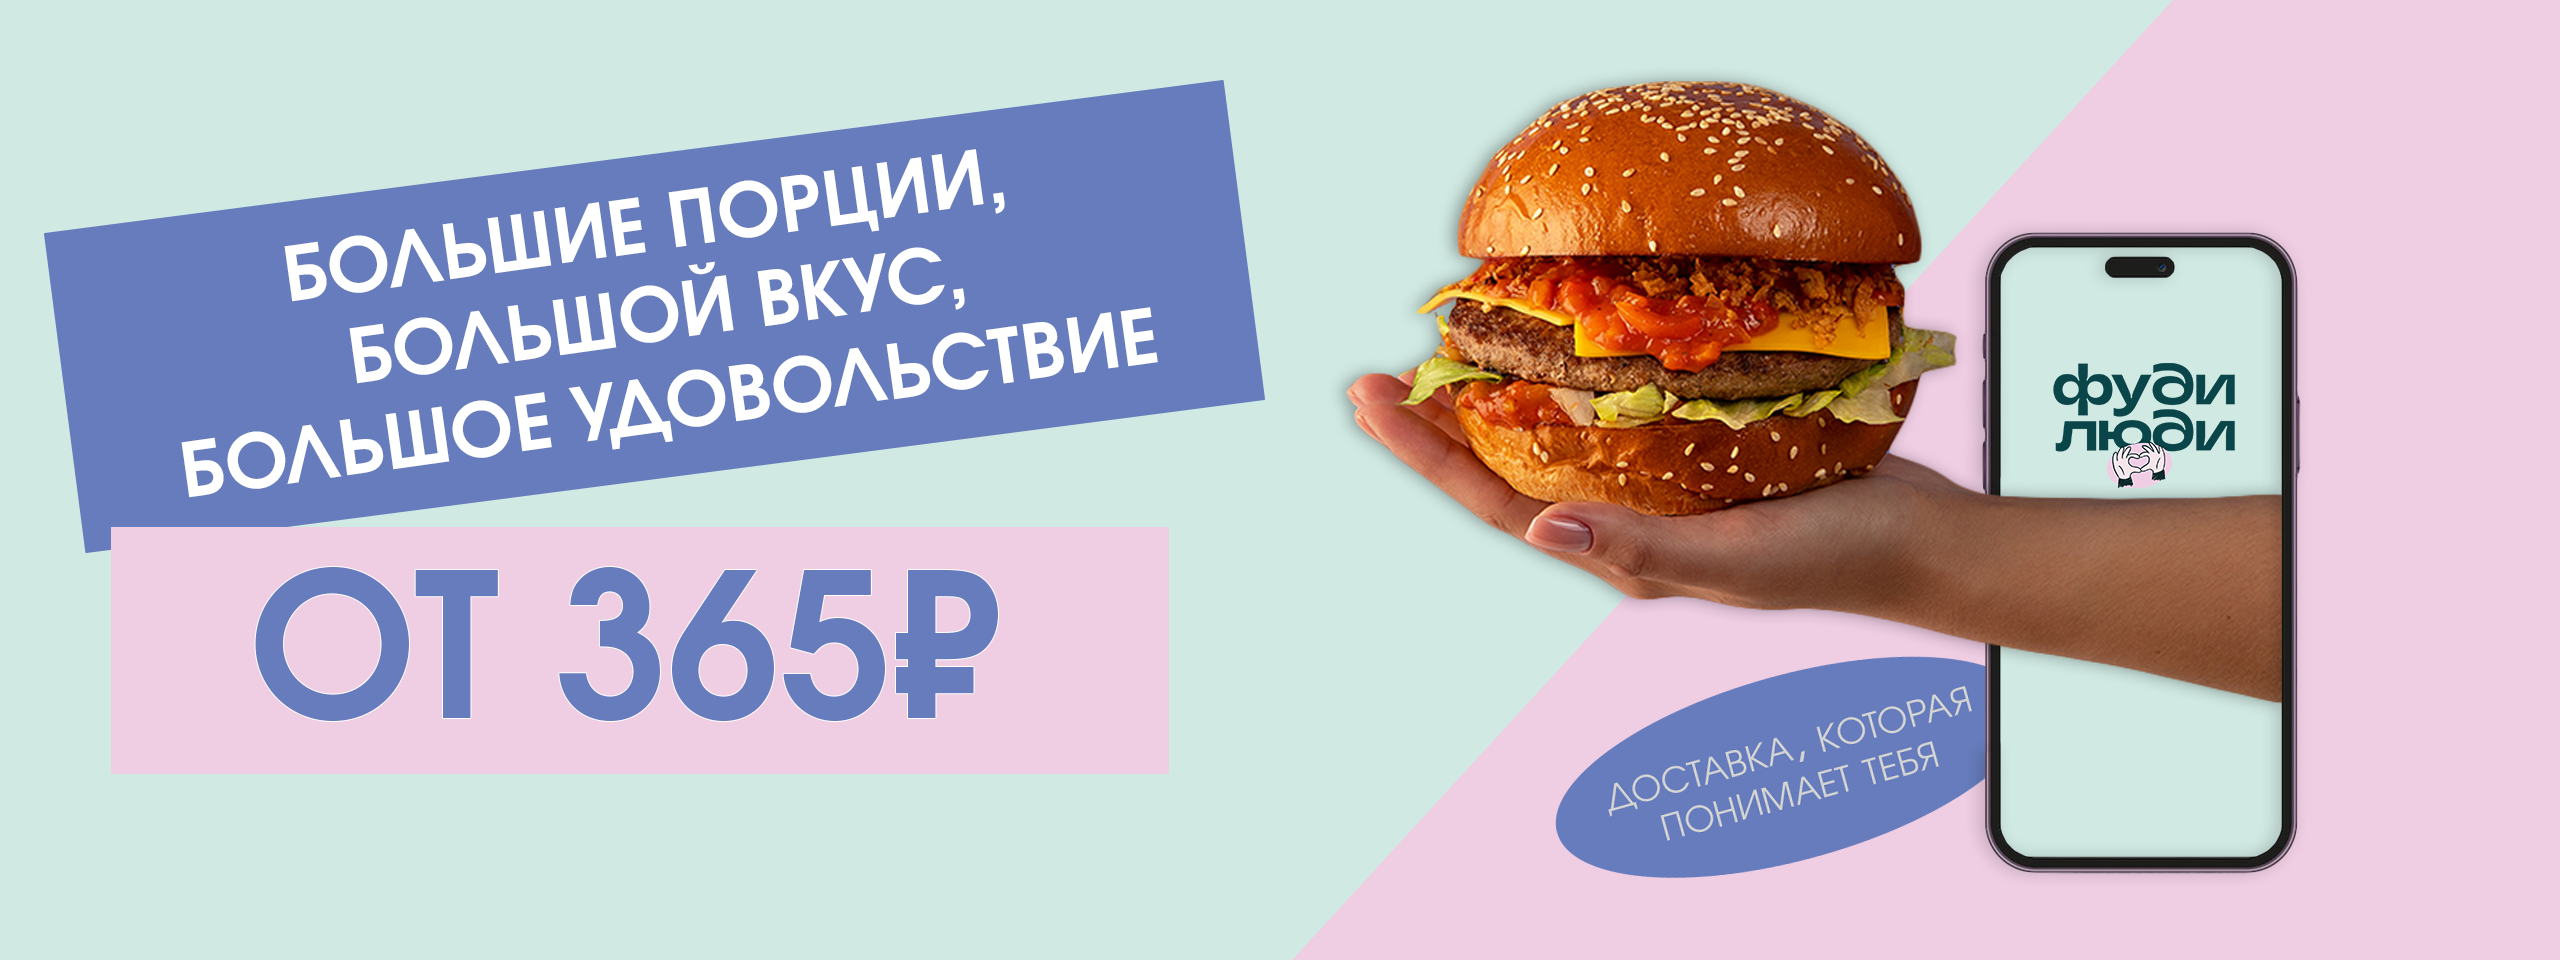 БОЛЬШИЕ ПОРЦИИ,
БОЛЬШОЙ ВКУС,
БОЛЬШОЕ УДОВОЛЬСТВИЕ
ОТ 365₽
фуди
люди
ДОСТАВКА, КОТОРАЯ
ПОНИМАЕТ ТЕБЯ